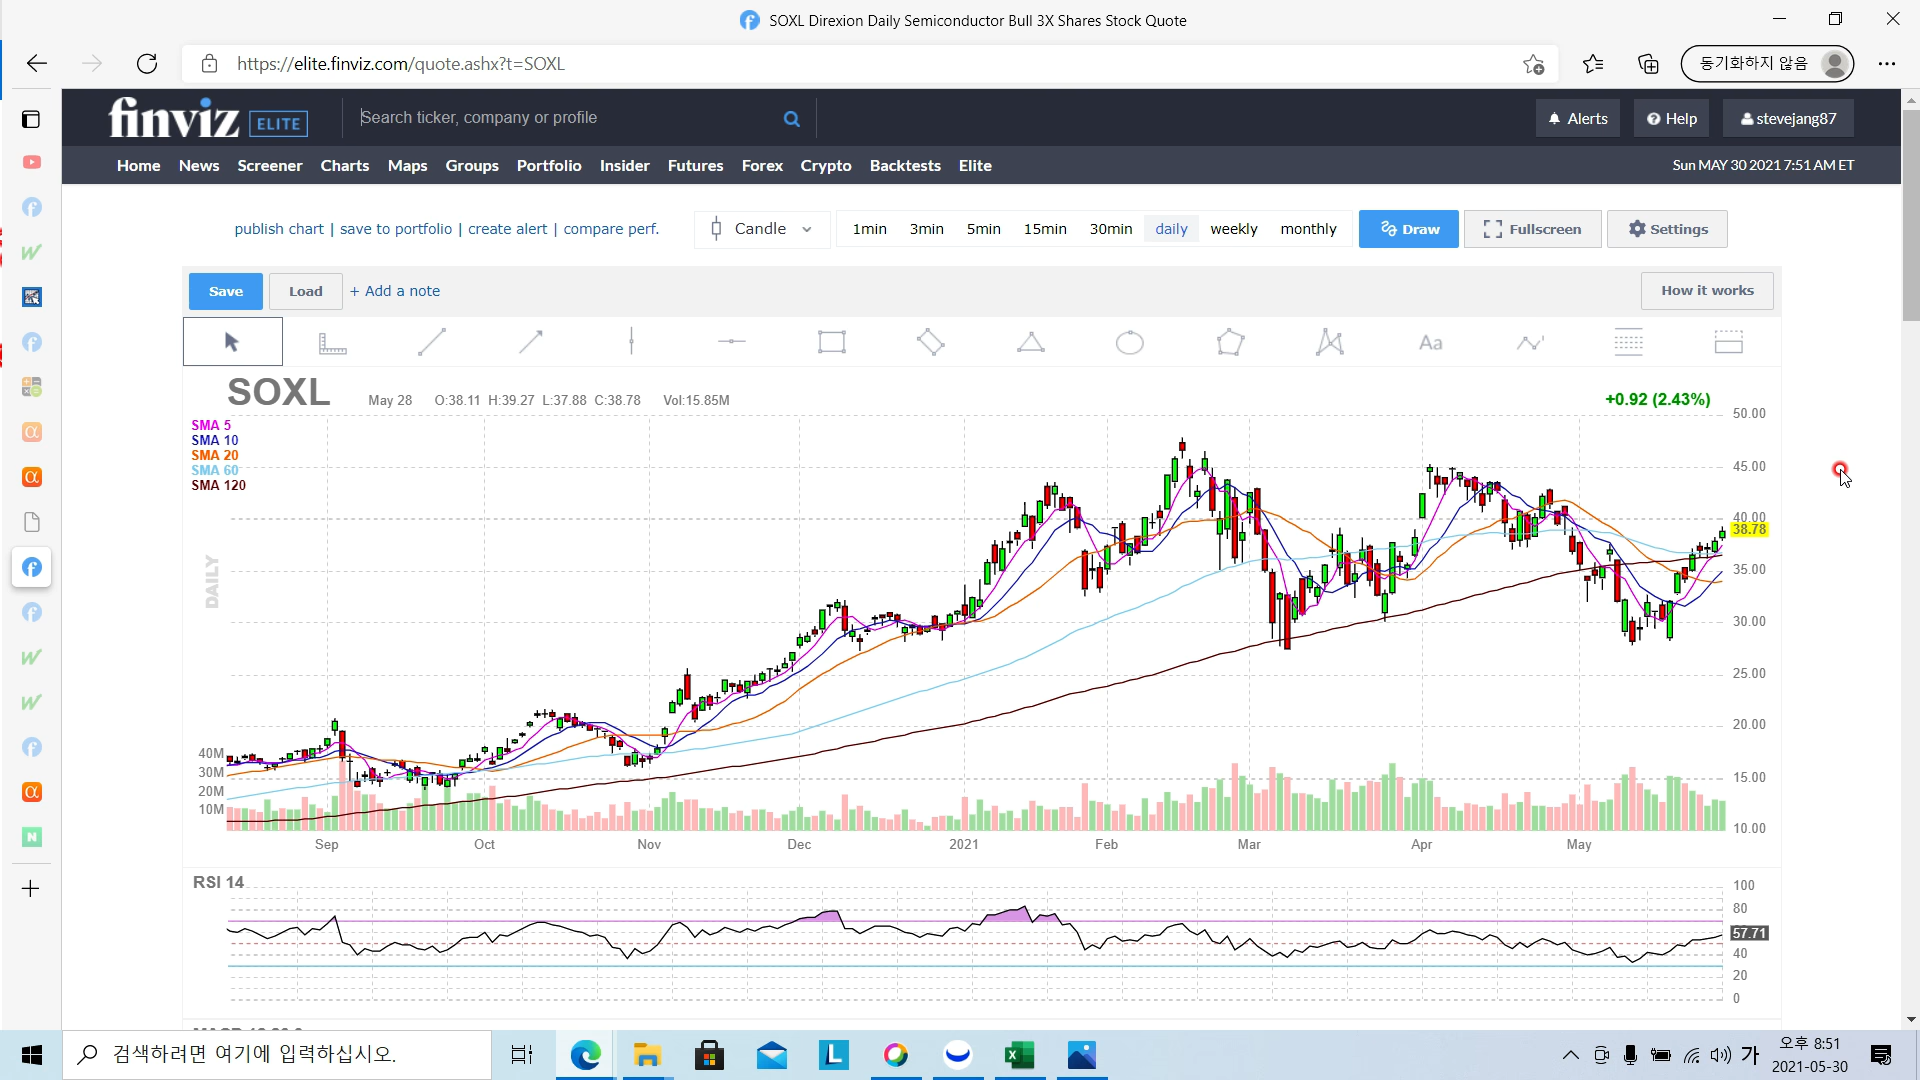 SOXL Direxion Daily Semiconductor Bull 3X Shares Stock Quote
https://elite.finviz.com/quote.ashx?t=SOXL
동기화하지 않음
finviz ELITE
Search ticker, company or profile
Alerts
Help
stevejang87
Home News Screener Charts Maps Groups Portfolio Insider Futures Forex Crypto Backtests Elite
Sun MAY 30 2021 7:51 AM ET
publish chart | save to portfolio | create alert | compare perf.
Candle
1min 3min 5min 15min 30min daily weekly monthly
Draw
Fullscreen
Settings
Save
Load
+ Add a note
How it works
Aa
SOXL
May 28 O:38.11 H:39.27 L:37.88 C:38.78 Vol:15.85M
+0.92 (2.43%)
SMA 5
SMA 10
SMA 20
SMA 60
SMA 120
DAILY
50.00
45.00
40.00
38.78
35.00
30.00
25.00
20.00
15.00
10.00
40M
30M
20M
10M
Sep Oct Nov Dec 2021 Feb Mar Apr May
RSI 14
100
80
57.71
40
20
0
검색하려면 여기에 입력하십시오.
가
오후 8:51
2021-05-30